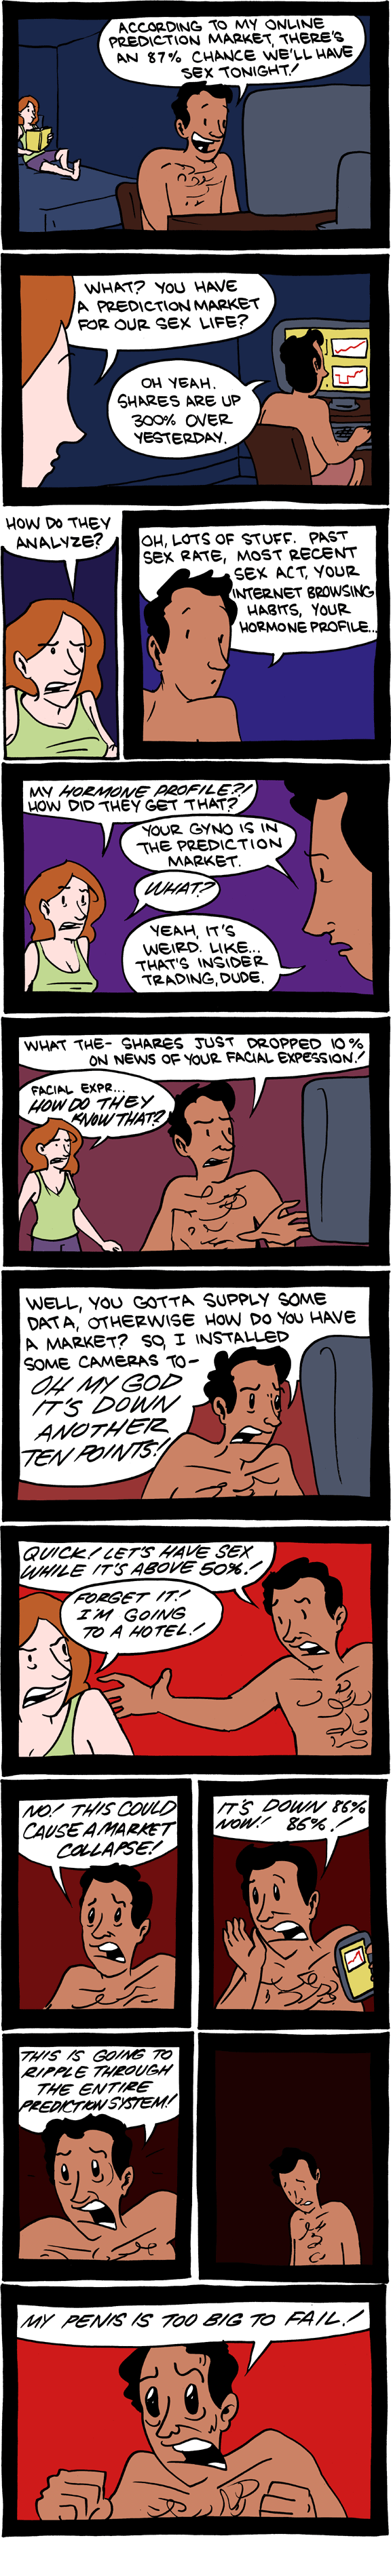 ACCORDING TO MY ONLINE
PREDICTION MARKET, THERE'S
AN 87% CHANCE WE'LL HAVE
SEX TONIGHT!
WHAT? YOU HAVE
A PREDICTION MARKET
FOR OUR SEX LIFE?
OH YEAH.
SHARES ARE UP
300% OVER
YESTERDAY.
HOW DO THEY
ANALYZE?
OH, LOTS OF STUFF. PAST
SEX RATE, MOST RECENT
SEX ACT, YOUR
INTERNET BROWSING
HABITS, YOUR
HORMONE PROFILE...
MY HORMONE PROFILE?!
HOW DID THEY GET THAT?
YOUR GYNO IS IN
THE PREDICTION
MARKET.
WHAT?
YEAH, IT'S
WEIRD. LIKE...
THAT'S INSIDER
TRADING, DUDE.
WHAT THE- SHARES JUST DROPPED 10%
ON NEWS OF YOUR FACIAL EXPESSION!
FACIAL EXPR...
HOW DO THEY
KNOW THAT?
WELL, YOU GOTTA SUPPLY SOME
DATA, OTHERWISE HOW DO YOU HAVE
A MARKET? SO, I INSTALLED
SOME CAMERAS TO-
OH MY GOD
IT'S DOWN
ANOTHER
TEN POINTS!
QUICK! LET'S HAVE SEX
WHILE IT'S ABOVE 50%!
FORGET IT!
I'M GOING
TO A HOTEL!
NO! THIS COULD
CAUSE A MARKET
COLLAPSE!
IT'S DOWN 86%
NOW! 86%!
THIS IS GOING TO
RIPPLE THROUGH
THE ENTIRE
PREDICTION SYSTEM!
MY PENIS IS TOO BIG TO FAIL!